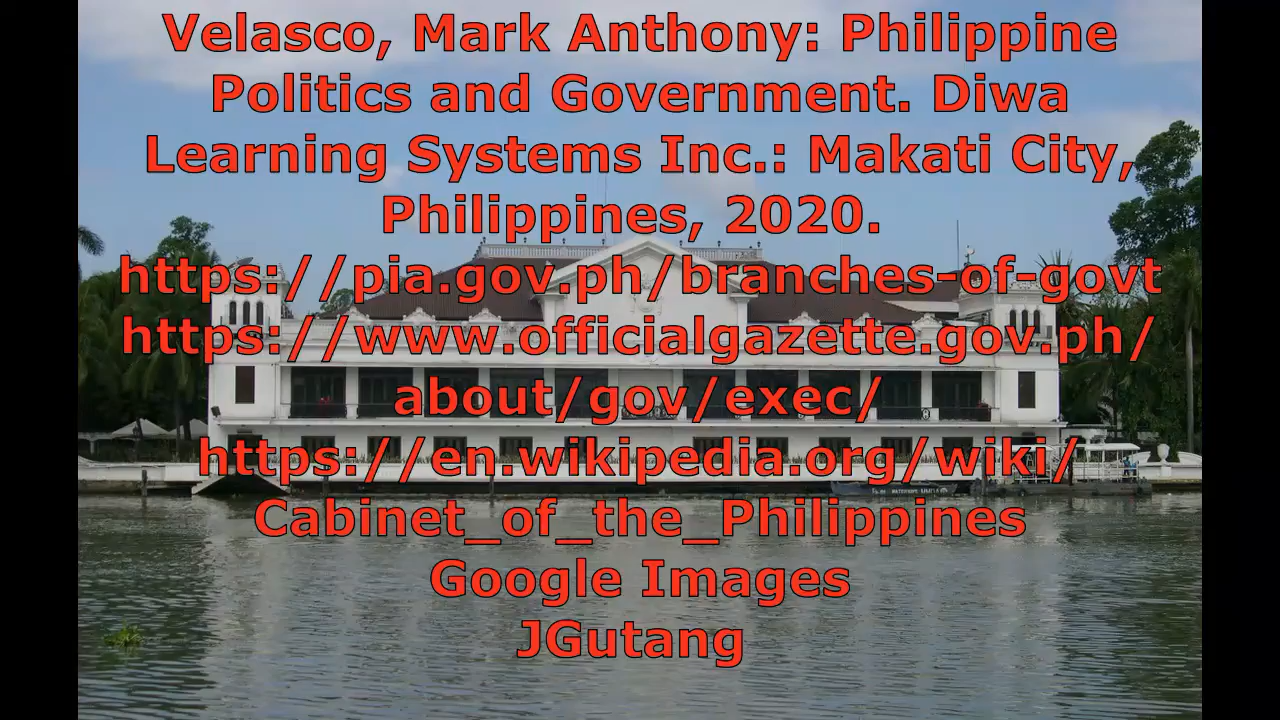 Velasco, Mark Anthony: Philippine
Politics and Government. Diwa
Learning Systems Inc.: Makati City,
Philippines, 2020.
https://pia.gov.ph/branches-of-govt
https://www.officialgazette.gov.ph/
about/gov/exec/
https://en.wikipedia.org/wiki/
Cabinet_of_the_Philippines
Google Images
JGutang